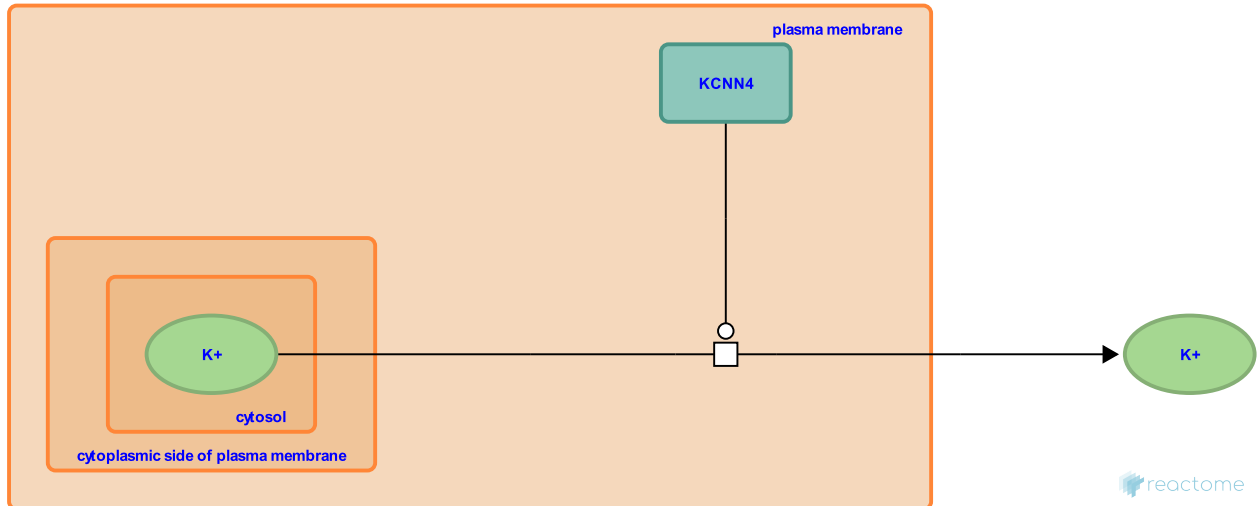 plasma membrane
KCNN4
K+
K+
cytosol
cytoplasmic side of plasma membrane
reactome